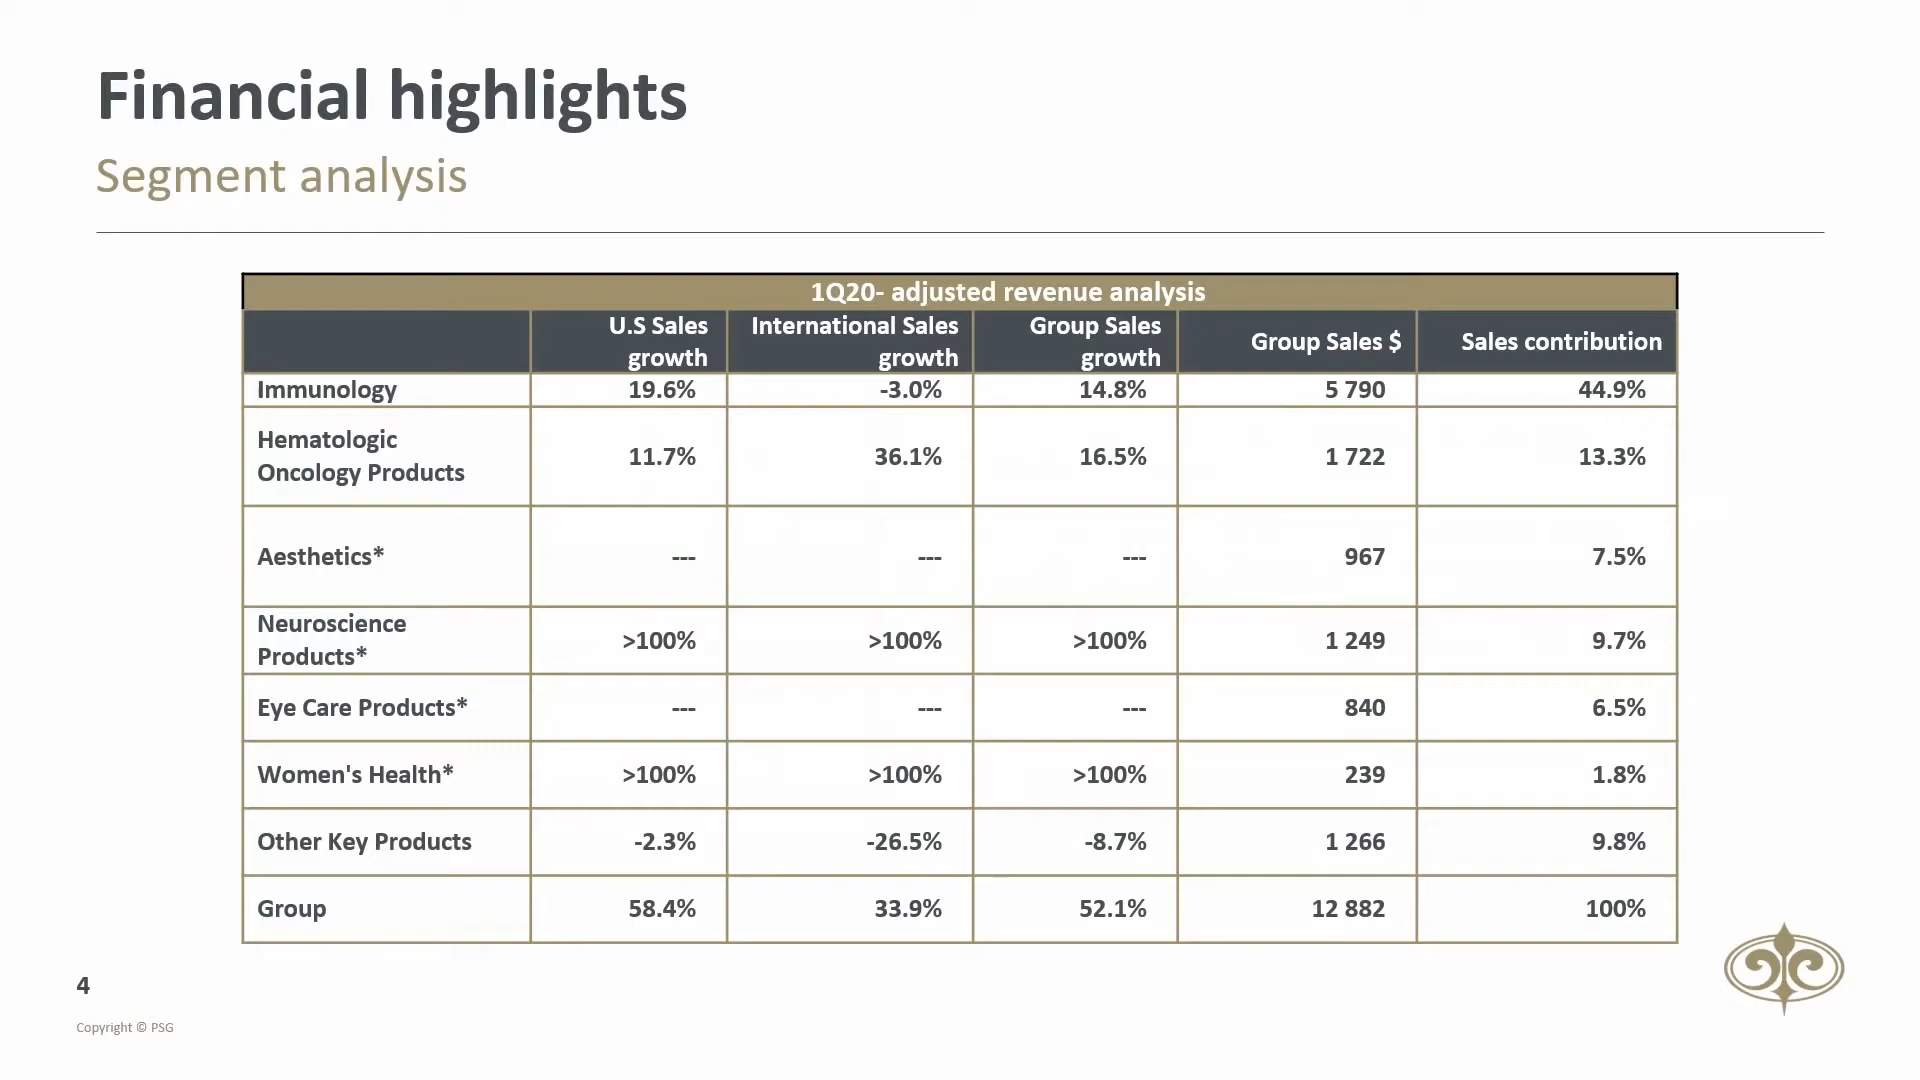 Financial highlights
Segment analysis
1Q20- adjusted revenue analysis
U.S Sales growth International Sales growth Group Sales growth Group Sales $ Sales contribution
Immunology 19.6% -3.0% 14.8% 5 790 44.9%
Hematologic Oncology Products 11.7% 36.1% 16.5% 1 722 13.3%
Aesthetics* --- --- --- 967 7.5%
Neuroscience Products* >100% >100% >100% 1 249 9.7%
Eye Care Products* --- --- --- 840 6.5%
Women's Health* >100% >100% >100% 239 1.8%
Other Key Products -2.3% -26.5% -8.7% 1 266 9.8%
Group 58.4% 33.9% 52.1% 12 882 100%
4
Copyright © PSG